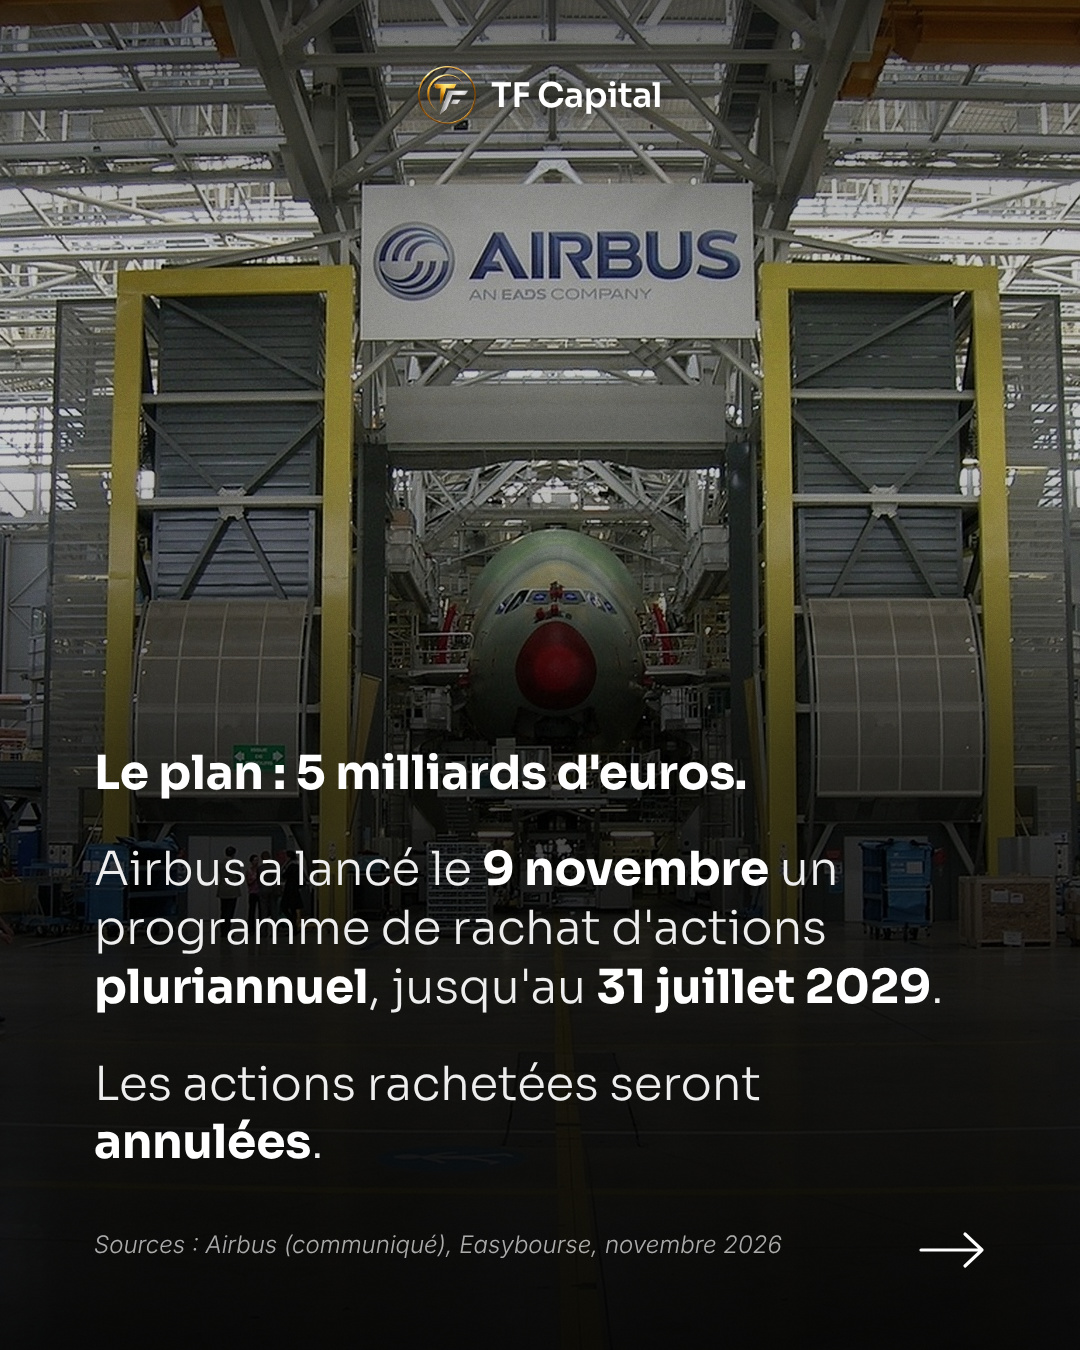 TF Capital
AIRBUS
AN EADS COMPANY
Le plan : 5 milliards d'euros.
Airbus a lancé le 9 novembre un
programme de rachat d'actions
pluriannuel, jusqu'au 31 juillet 2029.
Les actions rachetées seront
annulées.
Sources : Airbus (communiqué), Easybourse, novembre 2026